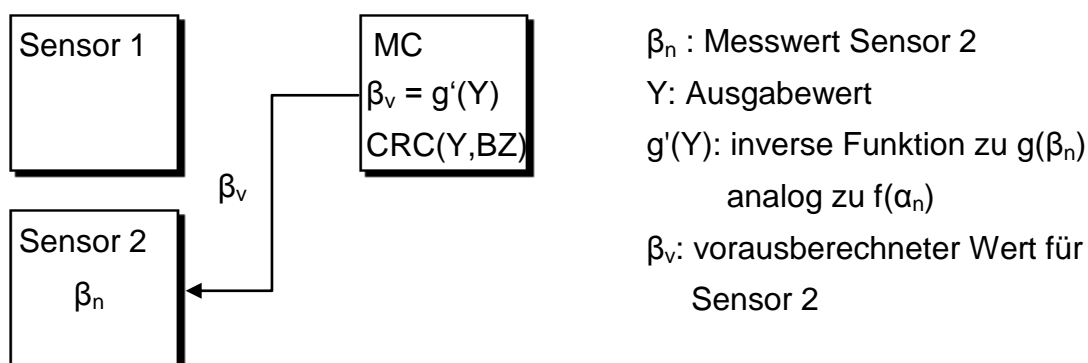 Sensor 1
MC
βv = g‘(Y)
CRC(Y,BZ)
βv
Sensor 2
βn
βn : Messwert Sensor 2
Y: Ausgabewert
g'(Y): inverse Funktion zu g(βn)
analog zu f(αn)
βv: vorausberechneter Wert für
Sensor 2